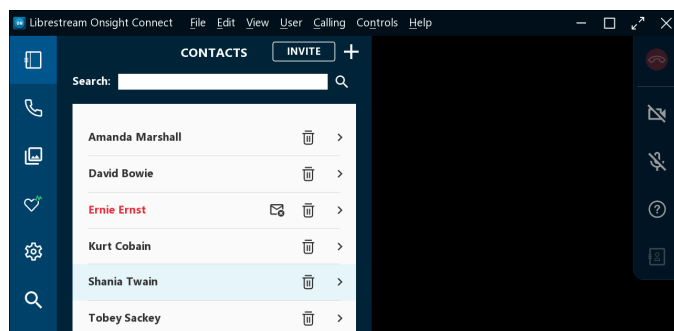 Librestream Onsight Connect File Edit View User Calling Controls Help
CONTACTS INVITE
Search:
Amanda Marshall
David Bowie
Ernie Ernst
Kurt Cobain
Shania Twain
Tobey Sackey